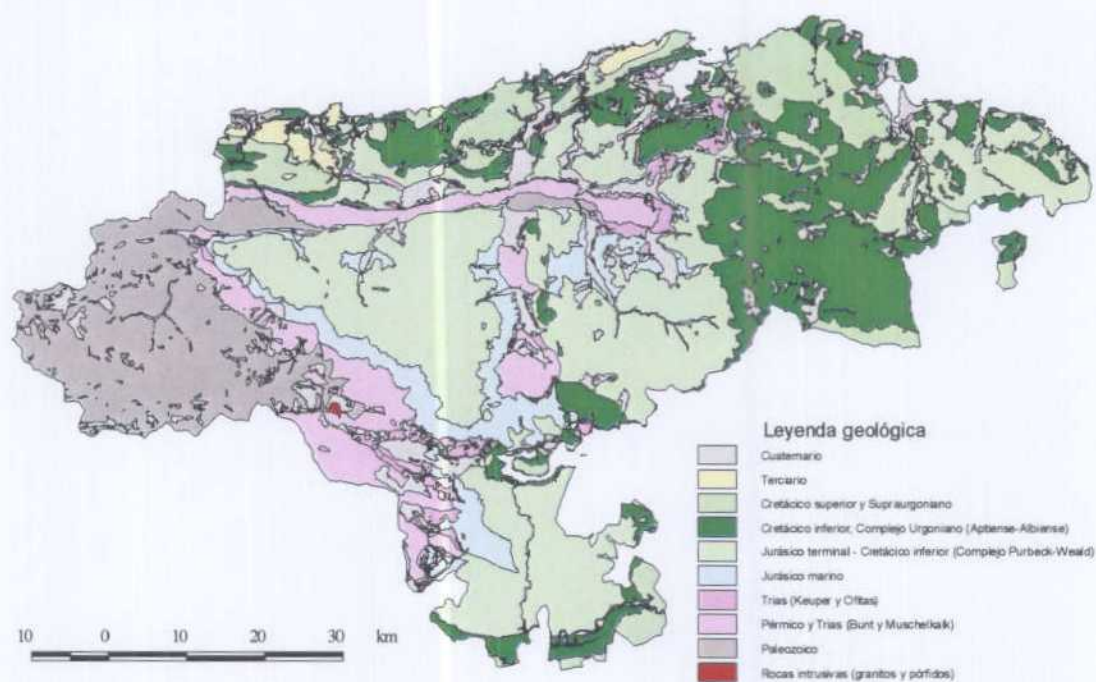 Leyenda geológica
Cuaternario
Terciario
Cretácico superior y Supraurgoniano
Cretácico inferior, Complejo Urgoniano (Aptiense-Albiense)
Jurásico terminal - Cretácico inferior (Complejo Purbeck-Weald)
Jurásico marino
Trias (Keuper y Ofitas)
Pérmico y Trias (Bunt y Muschelkalk)
Paleozoico
Rocas intrusivas (granitos y pórfidos)
10 0 10 20 30 km